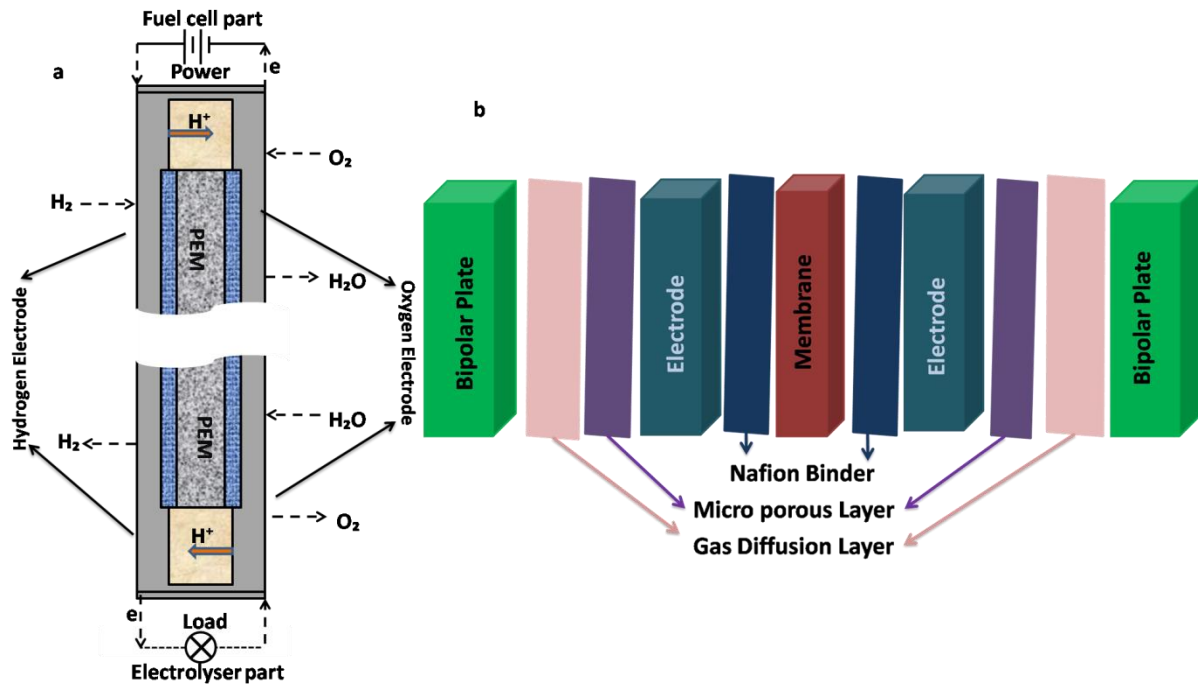 Fuel cell part
a
e
Power
H⁺
O₂
H₂
PEM
H₂O
Hydrogen Electrode
Oxygen Electrode
PEM
H₂O
H₂
H⁺
O₂
e
Load
Electrolyser part
b
Bipolar Plate
Electrode
Membrane
Electrode
Bipolar Plate
Nafion Binder
Micro porous Layer
Gas Diffusion Layer